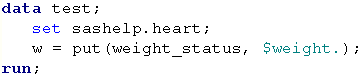 data test;
set sashelp.heart;
w = put(weight_status, $weight.);
run;